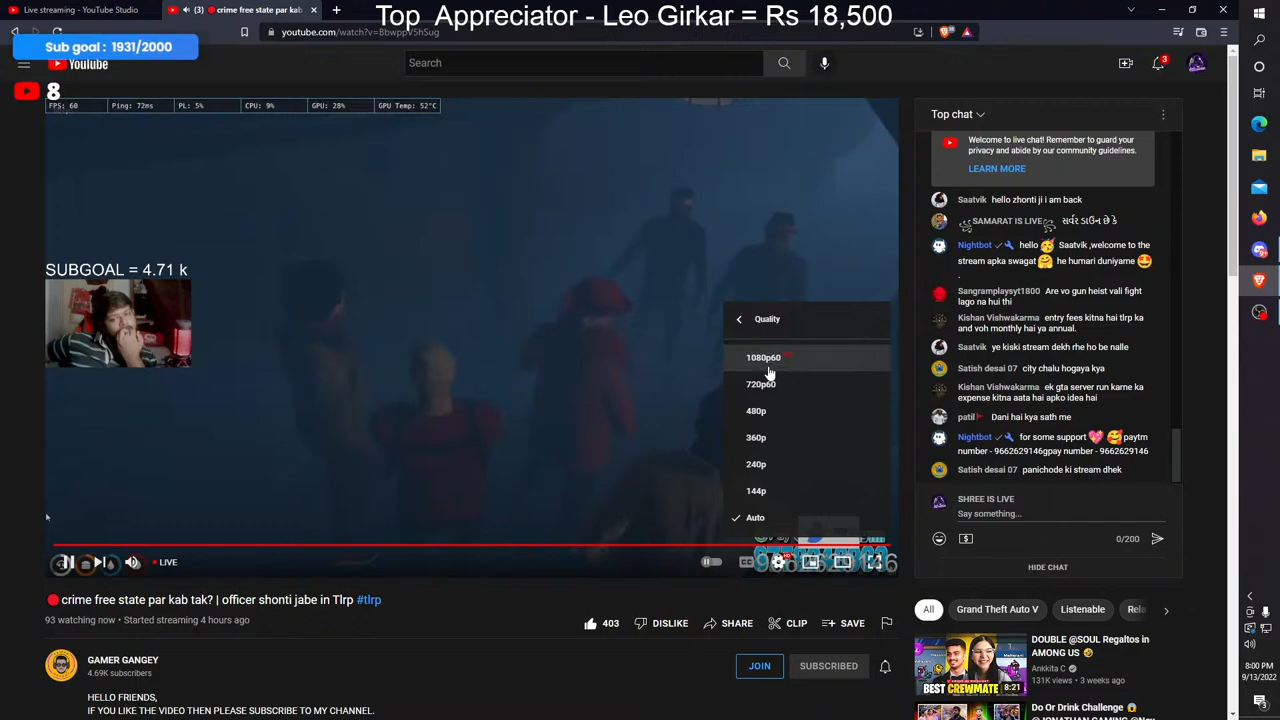 Top Appreciator - Leo Girkar = Rs 18,500
Live streaming - YouTube Studio
(3) 🔴 crime free state par kab
youtube.com/watch?v=BbwppV5hSug
Sub goal : 1931/2000
YouTube
Search
3
8
FPS: 60
Ping: 72ms
PL: 5%
CPU: 9%
GPU: 28%
GPU Temp: 52°C
SUBGOAL = 4.71 k
Quality
1080p60 HD
720p60
480p
360p
240p
144p
Auto
LIVE
🔴crime free state par kab tak? | officer shonti jabe in Tlrp #tlrp
93 watching now • Started streaming 4 hours ago
403
DISLIKE
SHARE
CLIP
SAVE
GAMER GANGEY
4.69K subscribers
JOIN
SUBSCRIBED
HELLO FRIENDS,
IF YOU LIKE THE VIDEO THEN PLEASE SUBSCRIBE TO MY CHANNEL.
Top chat
Welcome to live chat! Remember to guard your
privacy and abide by our community guidelines.
LEARN MORE
Saatvik hello zhonti ji i am back
꧁SAMARAT IS LIVE꧂ સર્વર ડાઉન છે કે
Nightbot hello 🥳 Saatvik ,welcome to the
stream apka swagat 🤗 he humari duniyame 🤩
.
Sangramplaysyt1800 Are vo gun heist vali fight
lago na hui thi
Kishan Vishwakarma entry fees kitna hai tlrp ka
and voh monthly hai ya annual.
Saatvik ye kiski stream dekh rhe ho be nalle
Satish desai 07 city chalu hogaya kya
Kishan Vishwakarma ek gta server run karne ka
expense kitna aata hai apko idea hai
patil🚩 Dani hai kya sath me
Nightbot for some support💖🥰 paytm
number - 9662629146gpay number - 9662629146
Satish desai 07 panichode ki stream dhek
SHREE IS LIVE
Say something...
0/200
HIDE CHAT
All
Grand Theft Auto V
Listenable
Rela
DOUBLE @SOUL Regaltos in
AMONG US 🤣
Ankkita C
131K views • 3 weeks ago
BEST CREWMATE
8:21
Do Or Drink Challenge 😱
8:00 PM
9/13/2022